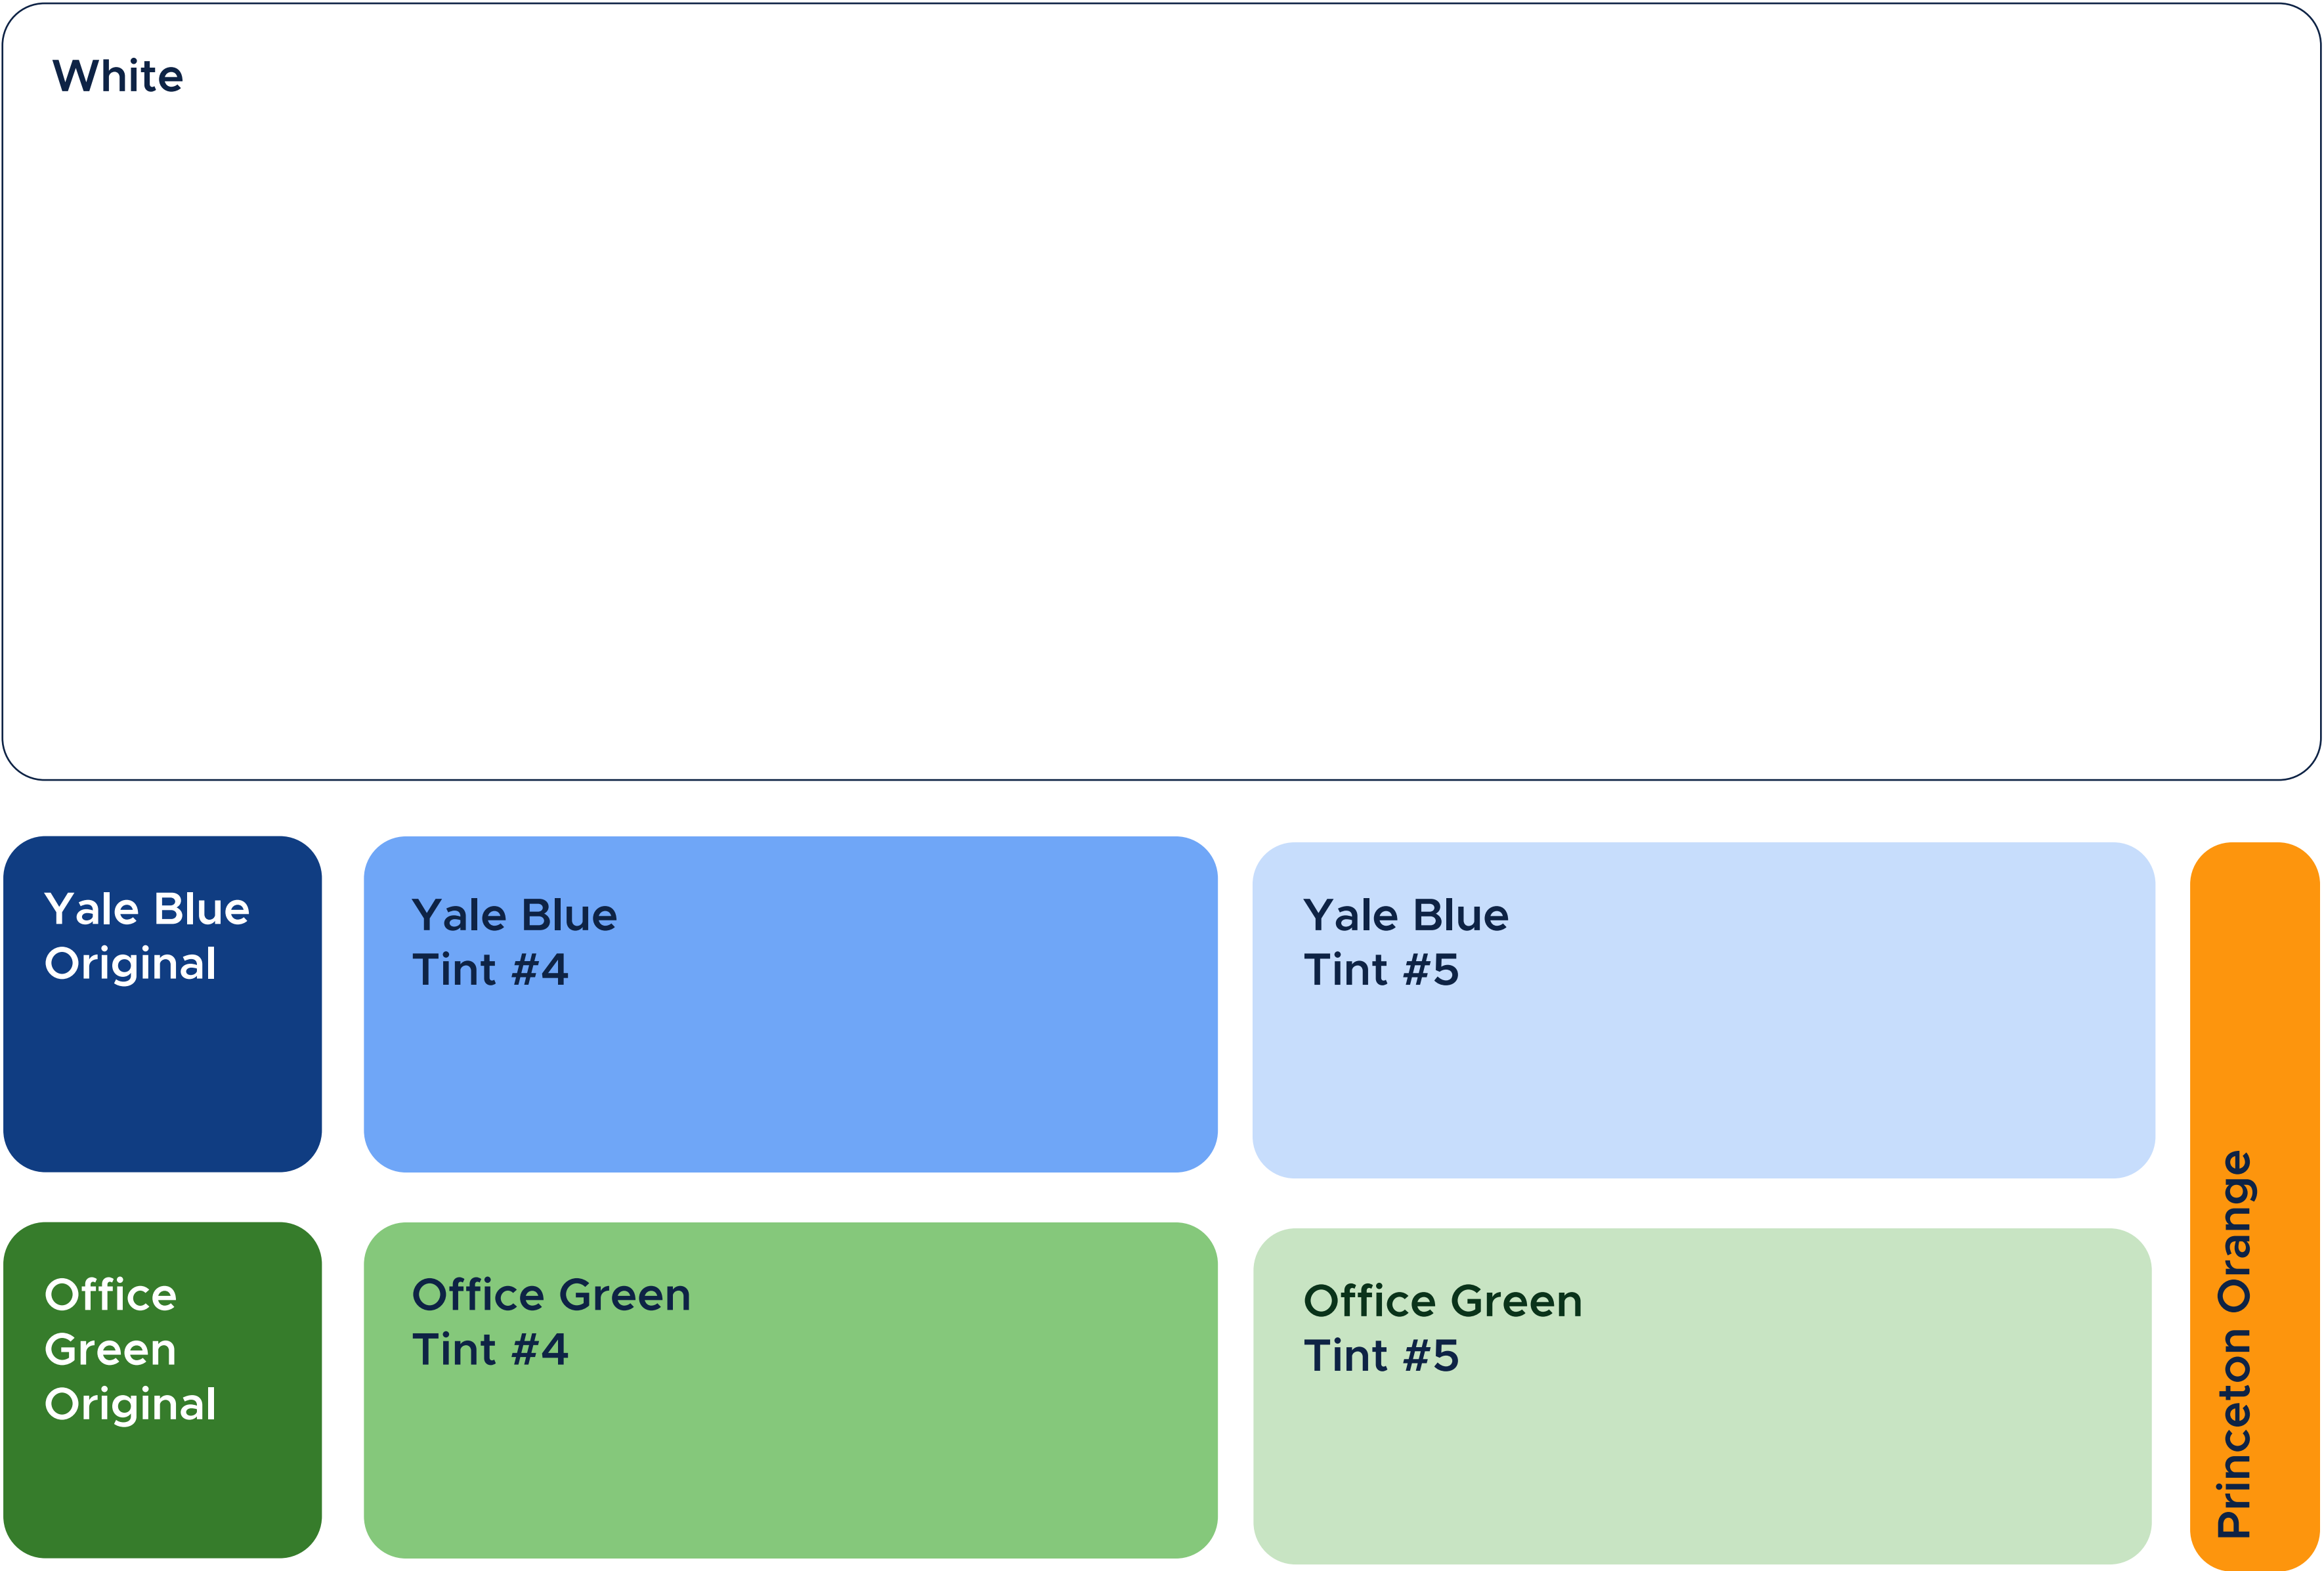 White
Yale Blue
Original
Yale Blue
Tint #4
Yale Blue
Tint #5
Office
Green
Original
Office Green
Tint #4
Office Green
Tint #5
Princeton Orange